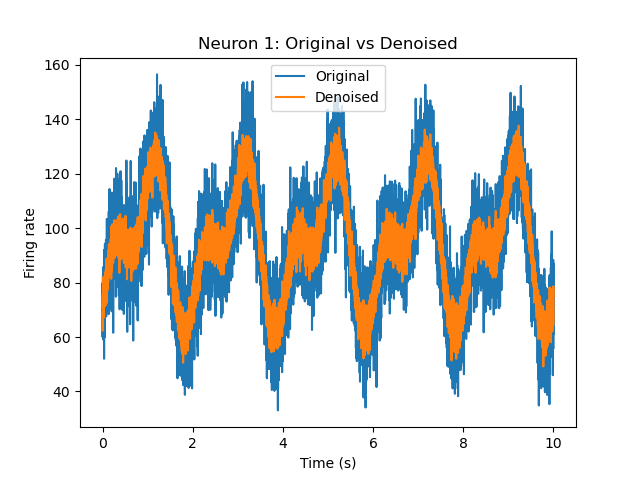 Neuron 1: Original vs Denoised
Original
Denoised
Firing rate
160
140
120
100
80
60
40
0 2 4 6 8 10
Time (s)